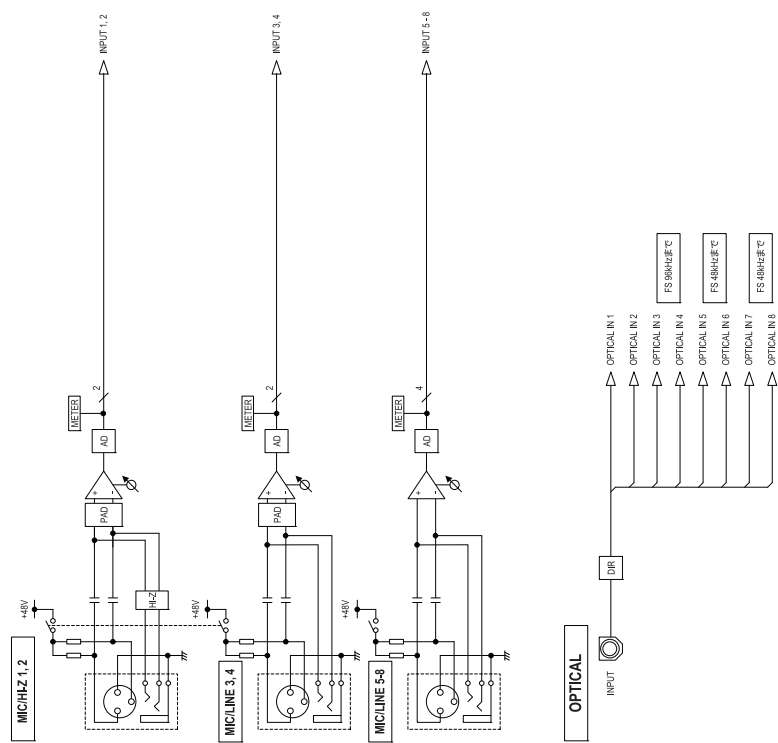 MIC/HI-Z 1, 2
+48V
HI-Z
PAD
+
-
AD
METER
2
INPUT 1, 2
MIC/LINE 3, 4
+48V
PAD
+
-
AD
METER
2
INPUT 3, 4
MIC/LINE 5-8
+48V
+
-
AD
METER
4
INPUT 5 - 8
OPTICAL
INPUT
DIR
OPTICAL IN 1
OPTICAL IN 2
OPTICAL IN 3
OPTICAL IN 4
OPTICAL IN 5
OPTICAL IN 6
OPTICAL IN 7
OPTICAL IN 8
FS 96kHzまで
FS 48kHzまで
FS 48kHzまで